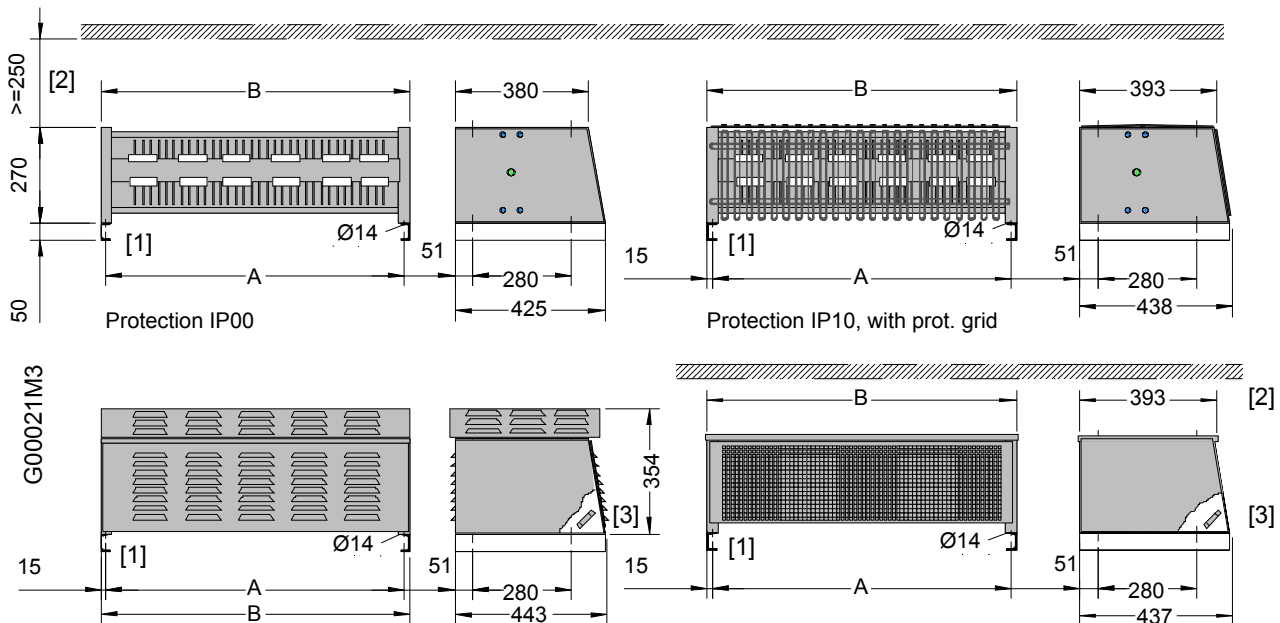 >=250
[2]
B
380
B
393
270
[1]
Ø14
51
15
[1]
Ø14
51
A
280
A
280
50
425
438
Protection IP00
Protection IP10, with prot. grid
G00021M3
B
393
[2]
354
[3]
[3]
[1]
Ø14
[1]
Ø14
15
51
15
51
A
280
A
280
B
443
437